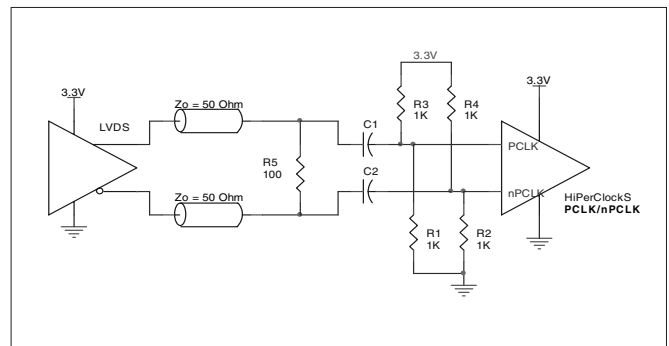 3.3V
LVDS
Zo = 50 Ohm
Zo = 50 Ohm
R5
100
C1
C2
3.3V
R3
1K
R4
1K
R1
1K
R2
1K
3.3V
PCLK
nPCLK
HiPerClockS
PCLK/nPCLK